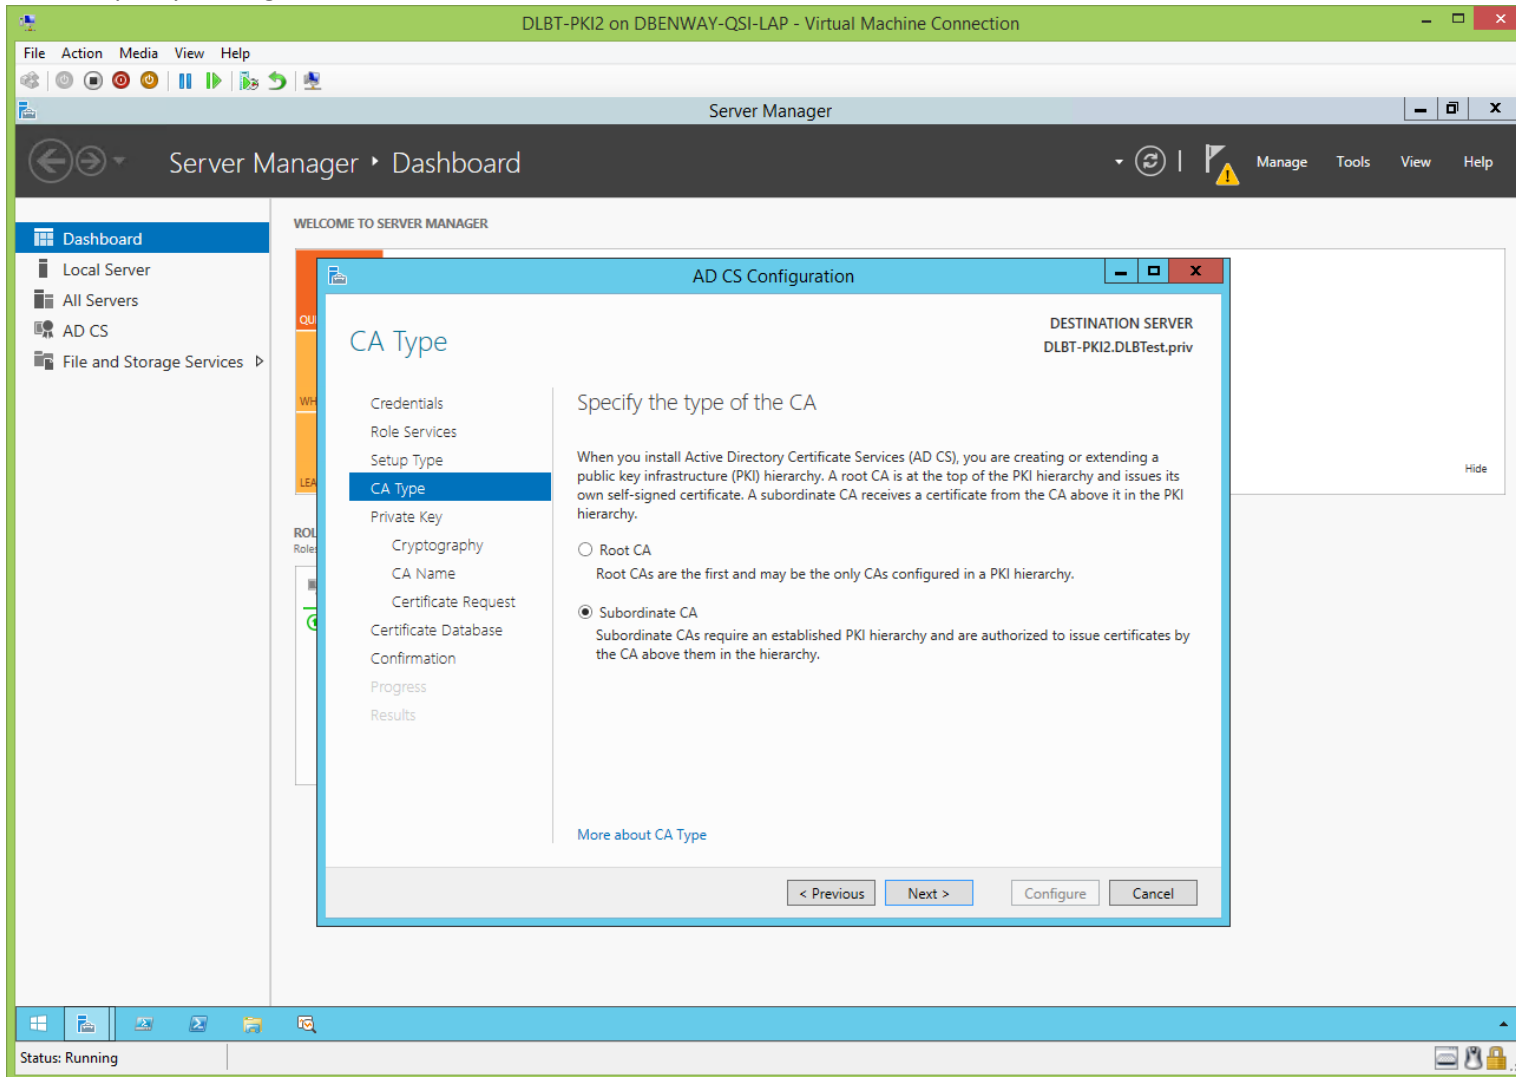 DLBT-PKI2 on DBENWAY-QSI-LAP - Virtual Machine Connection
File Action Media View Help
Server Manager
Server Manager Dashboard
Manage Tools View Help
Dashboard
Local Server
All Servers
AD CS
File and Storage Services
WELCOME TO SERVER MANAGER
Hide
AD CS Configuration
CA Type
DESTINATION SERVER
DLBT-PKI2.DLBTest.priv
Credentials
Role Services
Setup Type
CA Type
Private Key
Cryptography
CA Name
Certificate Request
Certificate Database
Confirmation
Progress
Results
Specify the type of the CA
When you install Active Directory Certificate Services (AD CS), you are creating or extending a
public key infrastructure (PKI) hierarchy. A root CA is at the top of the PKI hierarchy and issues its
own self-signed certificate. A subordinate CA receives a certificate from the CA above it in the PKI
hierarchy.
Root CA
Root CAs are the first and may be the only CAs configured in a PKI hierarchy.
Subordinate CA
Subordinate CAs require an established PKI hierarchy and are authorized to issue certificates by
the CA above them in the hierarchy.
More about CA Type
< Previous Next > Configure Cancel
Status: Running